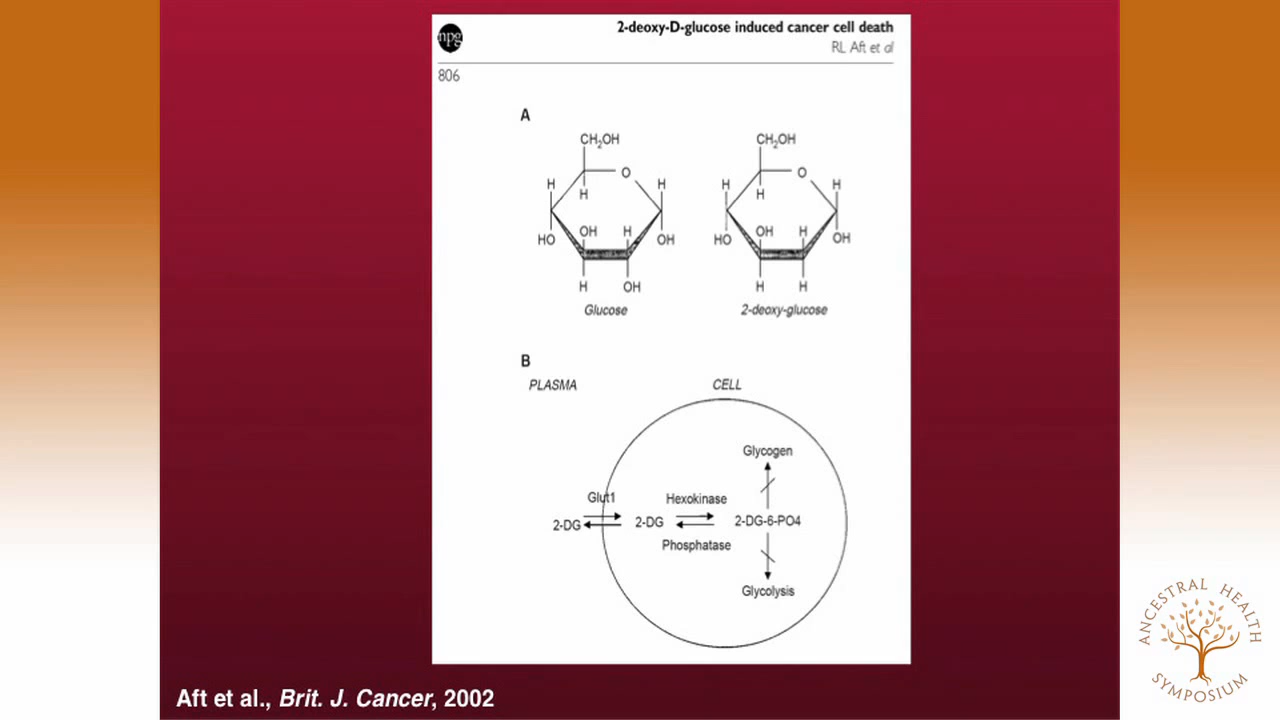 npg
2-deoxy-D-glucose induced cancer cell death
RL Aft et al
806
A
CH2OH
O
H
H
H
OH
H
HO
OH
H
OH
Glucose
CH2OH
O
H
H
H
OH
H
HO
OH
H
H
2-deoxy-glucose
B
PLASMA
CELL
Glycogen
Glut1
Hexokinase
2-DG
2-DG
2-DG-6-PO4
Phosphatase
Glycolysis
Aft et al., Brit. J. Cancer, 2002
ANCESTRAL HEALTH
SYMPOSIUM